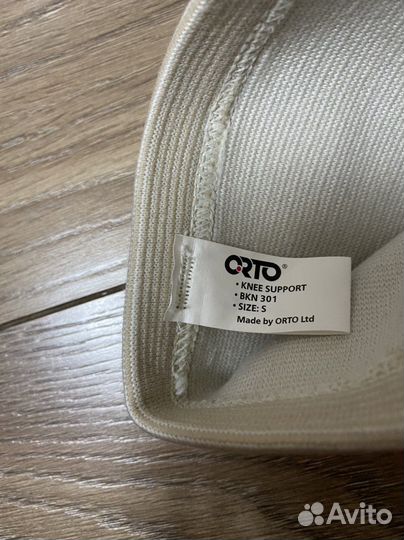 ORTO®
• KNEE SUPPORT
• BKN 301
• SIZE: S
Made by ORTO Ltd
Avito